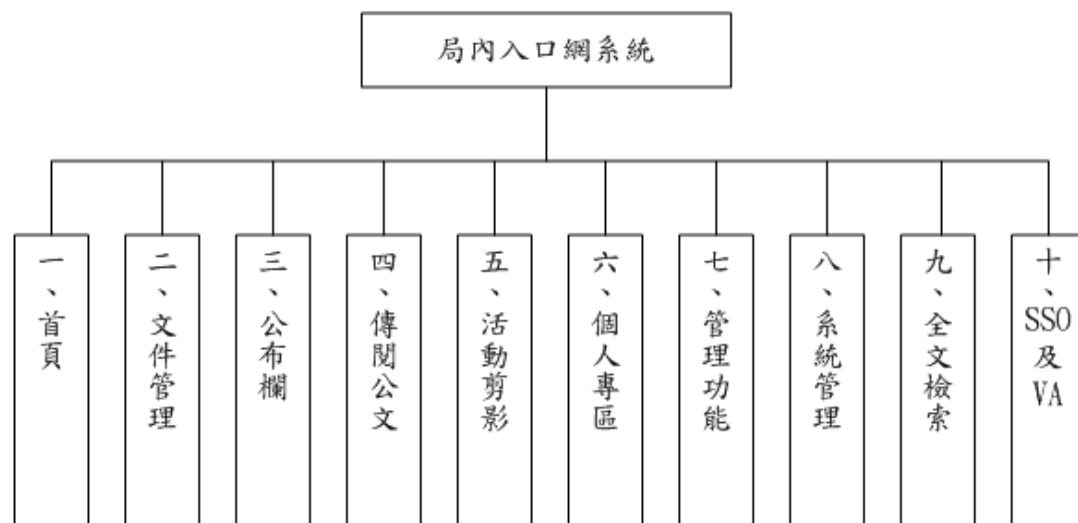 局內入口網系統
一、首頁
二、文件管理
三、公布欄
四、傳閱公文
五、活動剪影
六、個人專區
七、管理功能
八、系統管理
九、全文檢索
十、SSO及VA